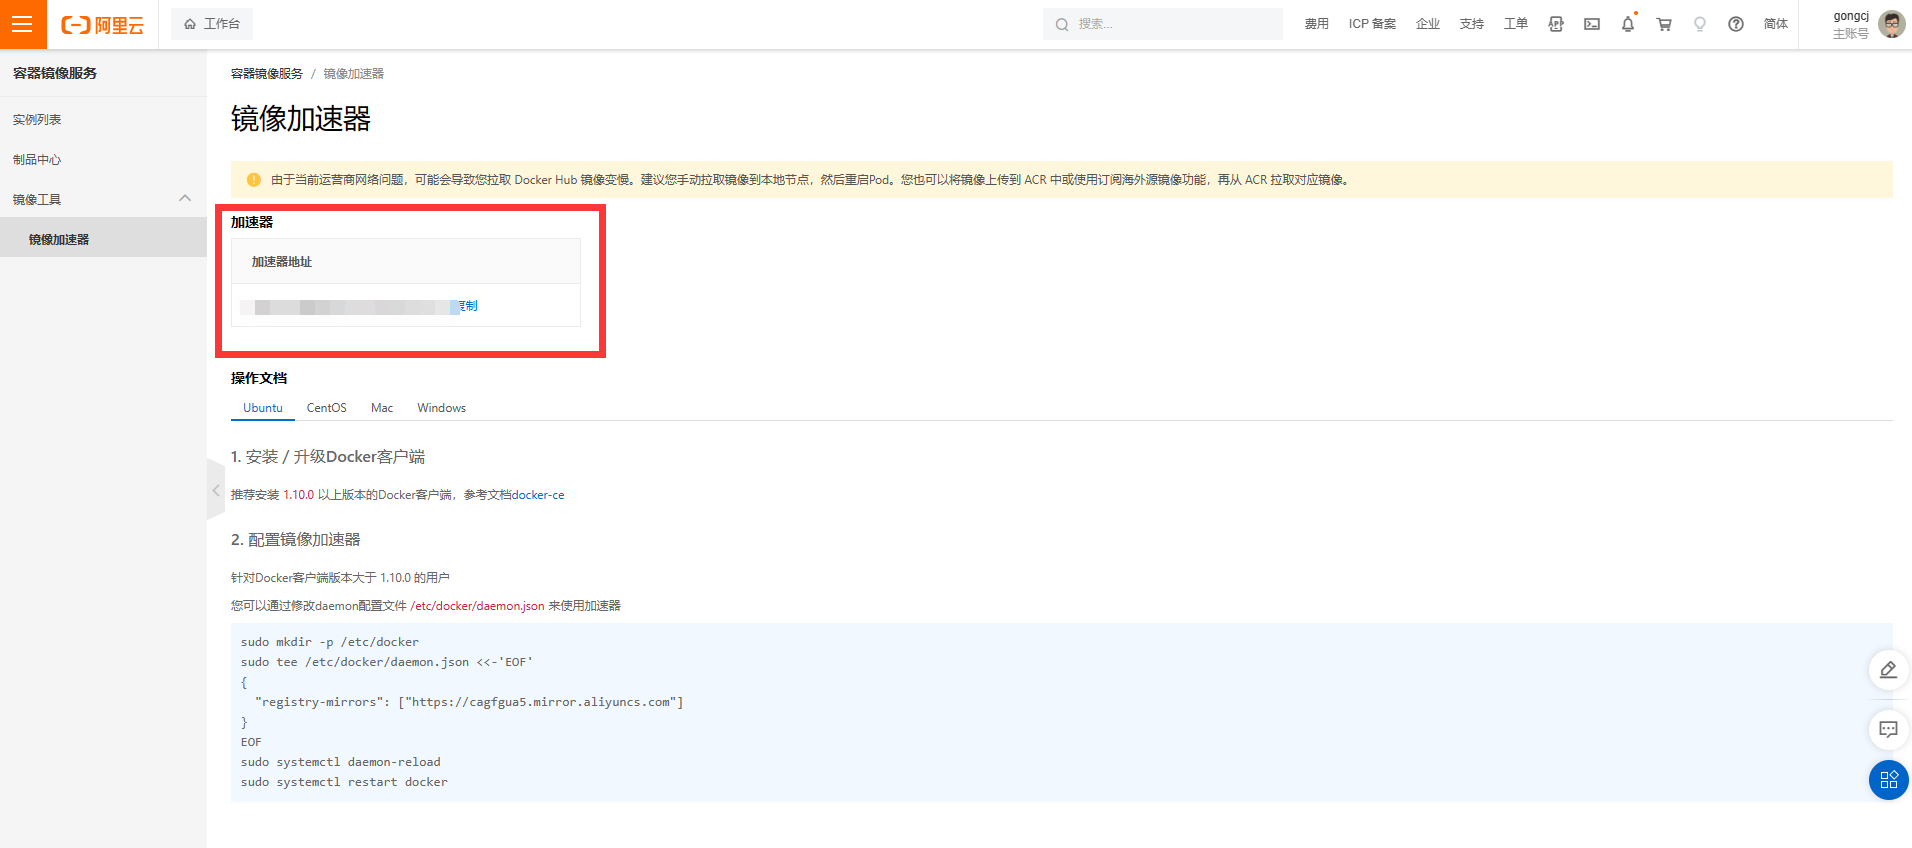 阿里云
工作台
搜索...
费用
ICP 备案
企业
支持
工单
简体
gongcj
主账号
容器镜像服务
实例列表
制品中心
镜像工具
镜像加速器
容器镜像服务 / 镜像加速器
镜像加速器
由于当前运营商网络问题，可能会导致您拉取 Docker Hub 镜像变慢。建议您手动拉取镜像到本地节点，然后重启Pod。您也可以将镜像上传到 ACR 中或使用订阅海外源镜像功能，再从 ACR 拉取对应镜像。
加速器
加速器地址
复制
操作文档
Ubuntu CentOS Mac Windows
1. 安装 / 升级Docker客户端
推荐安装 1.10.0 以上版本的Docker客户端，参考文档docker-ce
2. 配置镜像加速器
针对Docker客户端版本大于 1.10.0 的用户
您可以通过修改daemon配置文件 /etc/docker/daemon.json 来使用加速器
sudo mkdir -p /etc/docker
sudo tee /etc/docker/daemon.json <<-'EOF'
{
  "registry-mirrors": ["https://cagfgua5.mirror.aliyuncs.com"]
}
EOF
sudo systemctl daemon-reload
sudo systemctl restart docker